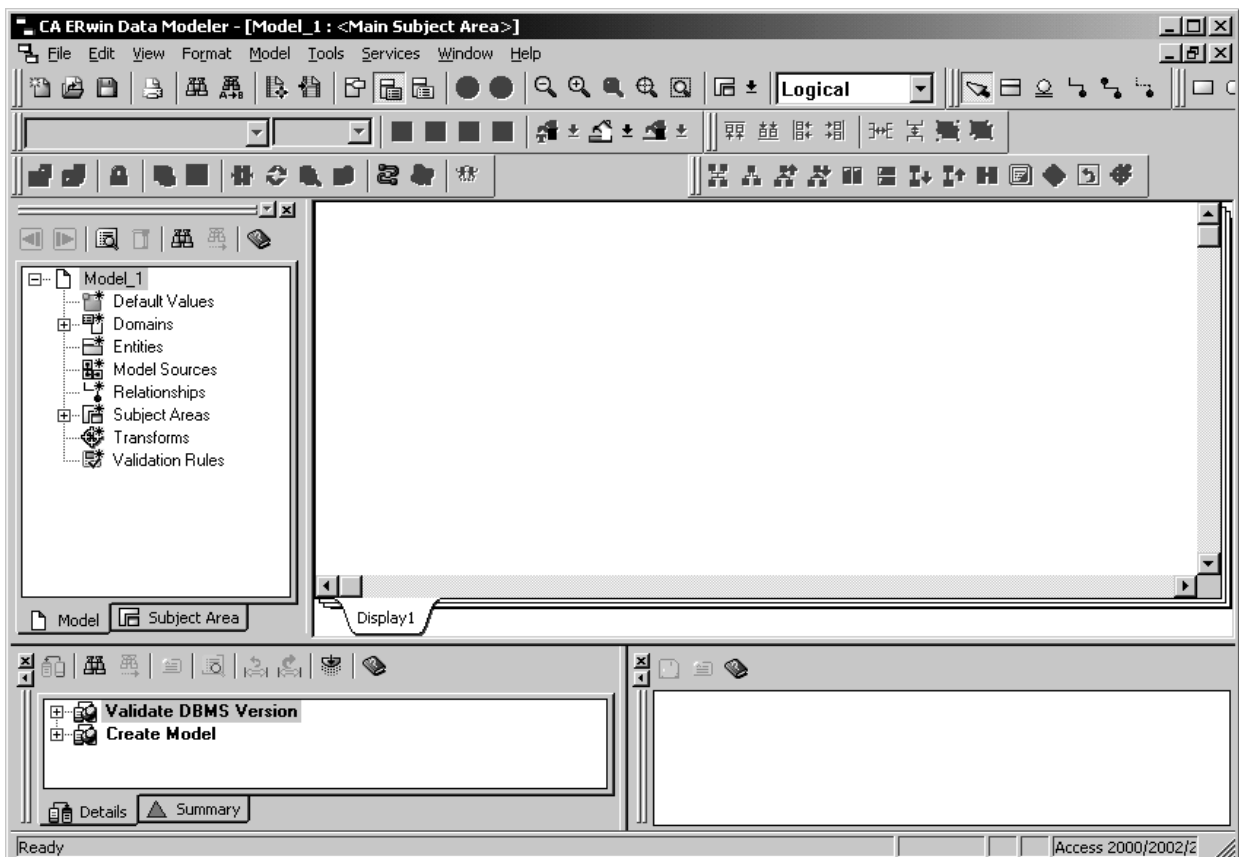 CA ERwin Data Modeler - [Model_1 : <Main Subject Area>]
File Edit View Format Model Tools Services Window Help
Logical
Model_1
Default Values
Domains
Entities
Model Sources
Relationships
Subject Areas
Transforms
Validation Rules
Model Subject Area
Display1
Validate DBMS Version
Create Model
Details Summary
Ready Access 2000/2002/2